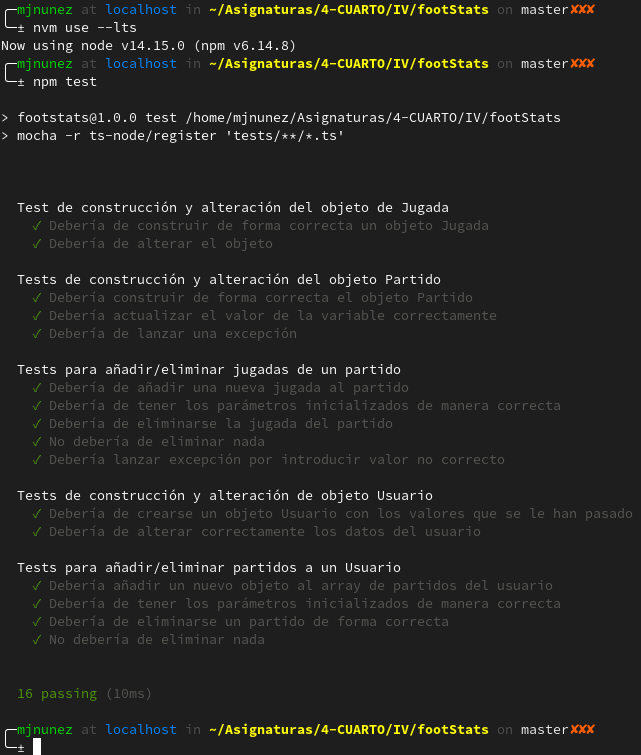 ╭─mjnunez at localhost in ~/Asignaturas/4-CUARTO/IV/footStats on master✘✘✘
╰─± nvm use --lts
Now using node v14.15.0 (npm v6.14.8)
╭─mjnunez at localhost in ~/Asignaturas/4-CUARTO/IV/footStats on master✘✘✘
╰─± npm test
> footstats@1.0.0 test /home/mjnunez/Asignaturas/4-CUARTO/IV/footStats
> mocha -r ts-node/register 'tests/**/*.ts'
Test de construcción y alteración del objeto de Jugada
✓ Debería de construir de forma correcta un objeto Jugada
✓ Debería de alterar el objeto
Tests de construcción y alteración del objeto Partido
✓ Debería construir de forma correcta el objeto Partido
✓ Debería actualizar el valor de la variable correctamente
✓ Debería de lanzar una excepción
Tests para añadir/eliminar jugadas de un partido
✓ Debería de añadir una nueva jugada al partido
✓ Debería de tener los parámetros inicializados de manera correcta
✓ Debería de eliminarse la jugada del partido
✓ No debería de eliminar nada
✓ Debería lanzar excepción por introducir valor no correcto
Tests de construcción y alteración de objeto Usuario
✓ Debería de crearse un objeto Usuario con los valores que se le han pasado
✓ Debería de alterar correctamente los datos del usuario
Tests para añadir/eliminar partidos a un Usuario
✓ Debería añadir un nuevo objeto al array de partidos del usuario
✓ Debería de tener los parámetros inicializados de manera correcta
✓ Debería de eliminarse un partido de forma correcta
✓ No debería de eliminar nada
16 passing (10ms)
╭─mjnunez at localhost in ~/Asignaturas/4-CUARTO/IV/footStats on master✘✘✘
╰─±